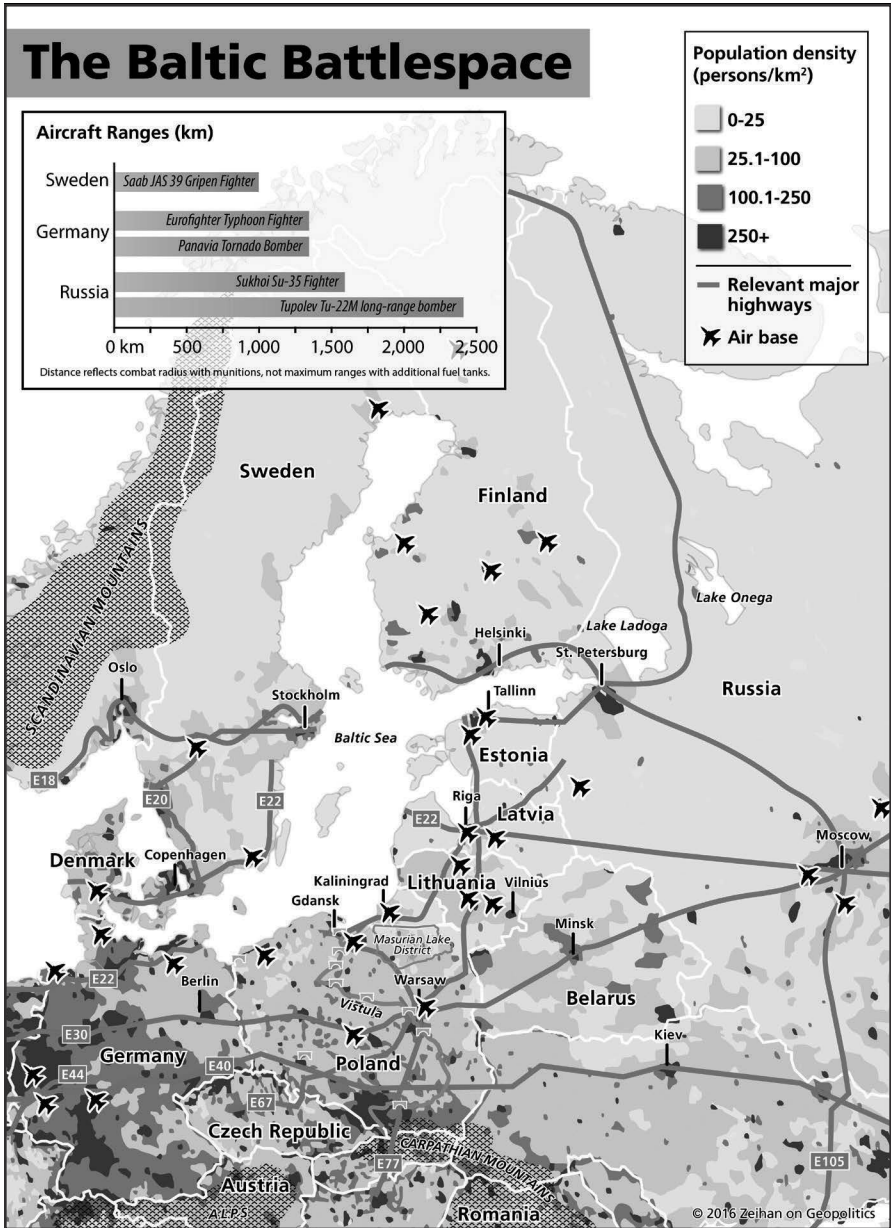 The Baltic Battlespace
Population density
(persons/km²)
0-25
25.1-100
100.1-250
250+
Relevant major
highways
Air base
Aircraft Ranges (km)
Sweden
Saab JAS 39 Gripen Fighter
Germany
Eurofighter Typhoon Fighter
Panavia Tornado Bomber
Russia
Sukhoi Su-35 Fighter
Tupolev Tu-22M long-range bomber
0 km 500 1,000 1,500 2,000 2,500
Distance reflects combat radius with munitions, not maximum ranges with additional fuel tanks.
Sweden
Finland
SCANDINAVIAN MOUNTAINS
Lake Onega
Lake Ladoga
Helsinki
St. Petersburg
Oslo
Stockholm
Tallinn
Russia
Baltic Sea
Estonia
E18
E20
E22
Riga
E22
Latvia
Moscow
Denmark
Copenhagen
Kaliningrad
Lithuania
Vilnius
Gdansk
Minsk
Masurian Lake
District
E22
Berlin
Warsaw
Belarus
Vistula
E30
Kiev
Germany
Poland
E40
E44
E67
Czech Republic
CARPATHIAN MOUNTAINS
E77
E105
Austria
ALPS
Romania
© 2016 Zeihan on Geopolitics